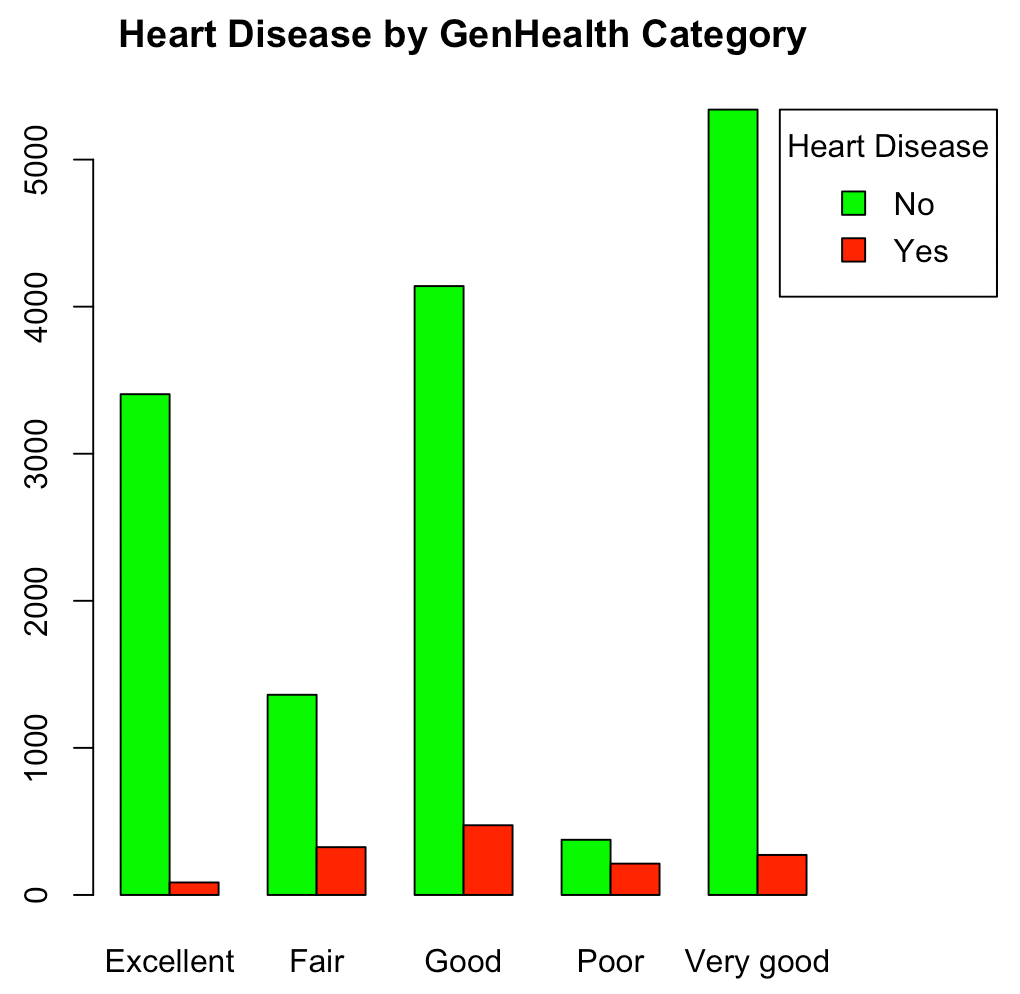 Heart Disease by GenHealth Category
5000
4000
3000
2000
1000
0
Heart Disease
No
Yes
Excellent Fair Good Poor Very good